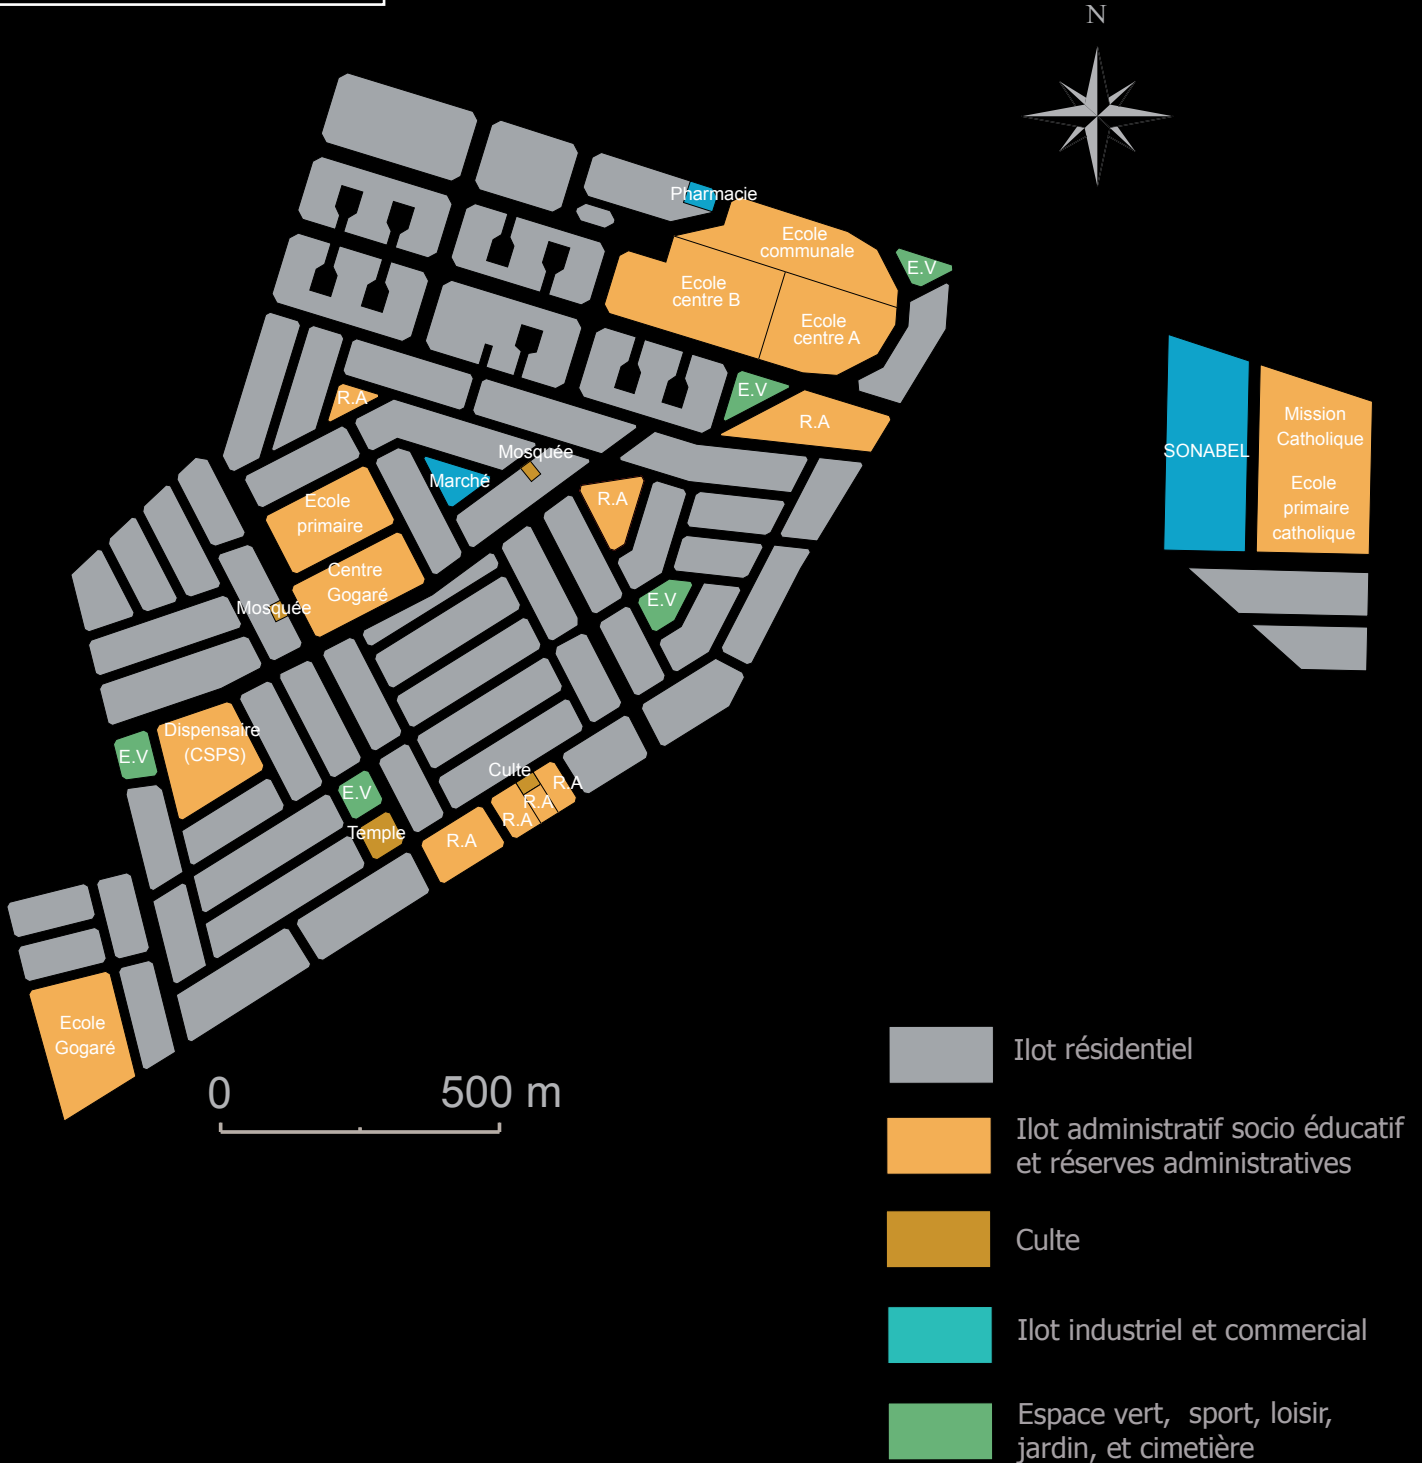 N
Pharmacie
Ecole
communale
E.V
Ecole
centre B
Ecole
centre A
E.V
R.A
R.A
Mosquée
Marché
R.A
Ecole
primaire
Centre
Gogaré
Mosquée
E.V
SONABEL
Mission
Catholique
Ecole
primaire
catholique
Dispensaire
(CSPS)
E.V
E.V
Temple
Culte
R.A
R.A
R.A
R.A
Ecole
Gogaré
0 500 m
Ilot résidentiel
Ilot administratif socio éducatif
et réserves administratives
Culte
Ilot industriel et commercial
Espace vert, sport, loisir,
jardin, et cimetière